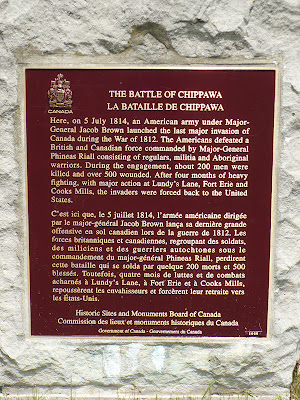 CANADA
THE BATTLE OF CHIPPAWA
LA BATAILLE DE CHIPPAWA
Here, on 5 July 1814, an American army under Major-
General Jacob Brown launched the last major invasion of
Canada during the War of 1812. The Americans defeated a
British and Canadian force commanded by Major-General
Phineas Riall consisting of regulars, militia and Aboriginal
warriors. During the engagement, about 200 men were
killed and over 500 wounded. After four months of heavy
fighting, with major action at Lundy's Lane, Fort Erie and
Cooks Mills, the invaders were forced back to the United
States.
C'est ici que, le 5 juillet 1814, l'armée américaine dirigée
par le major-général Jacob Brown lança sa dernière grande
offensive en sol canadien lors de la guerre de 1812. Les
forces britanniques et canadiennes, regroupant des soldats,
des miliciens et des guerriers autochtones sous le
commandement du major-général Phineas Riall, perdirent
cette bataille qui se solda par quelque 200 morts et 500
blessés. Toutefois, quatre mois de luttes et de combats
acharnés à Lundy's Lane, à Fort Erie et à Cooks Mills,
repoussèrent les envahisseurs et forcèrent leur retraite vers
les États-Unis.
Historic Sites and Monuments Board of Canada
Commission des lieux et monuments historiques du Canada
Government of Canada - Gouvernement du Canada